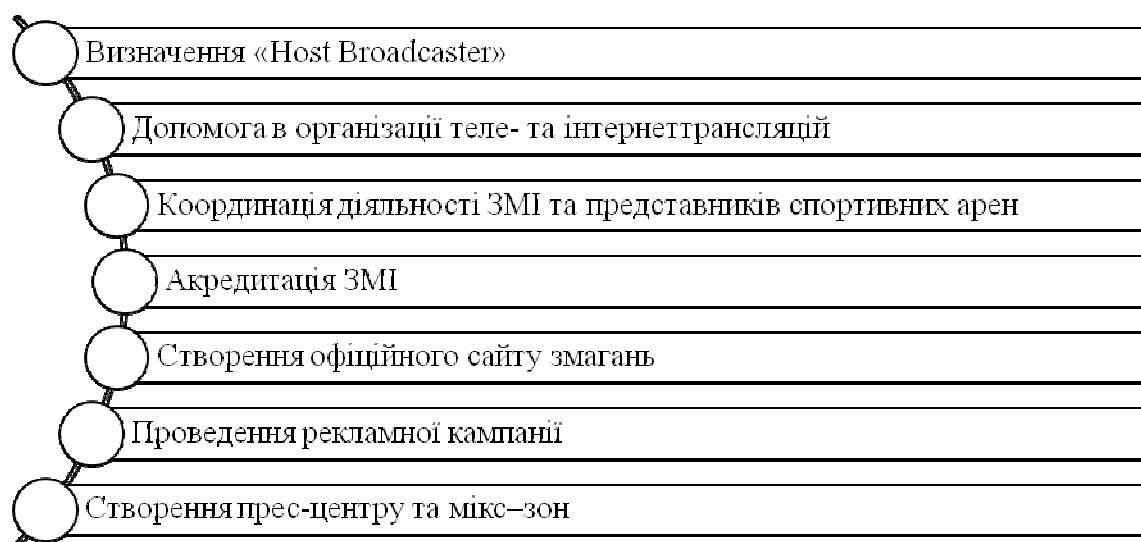 Визначення «Host Broadcaster»
Допомога в організації теле- та інтернеттрансляцій
Координація діяльності ЗМІ та представників спортивних арен
Акредитація ЗМІ
Створення офіційного сайту змагань
Проведення рекламної кампанії
Створення прес-центру та мікс–зон